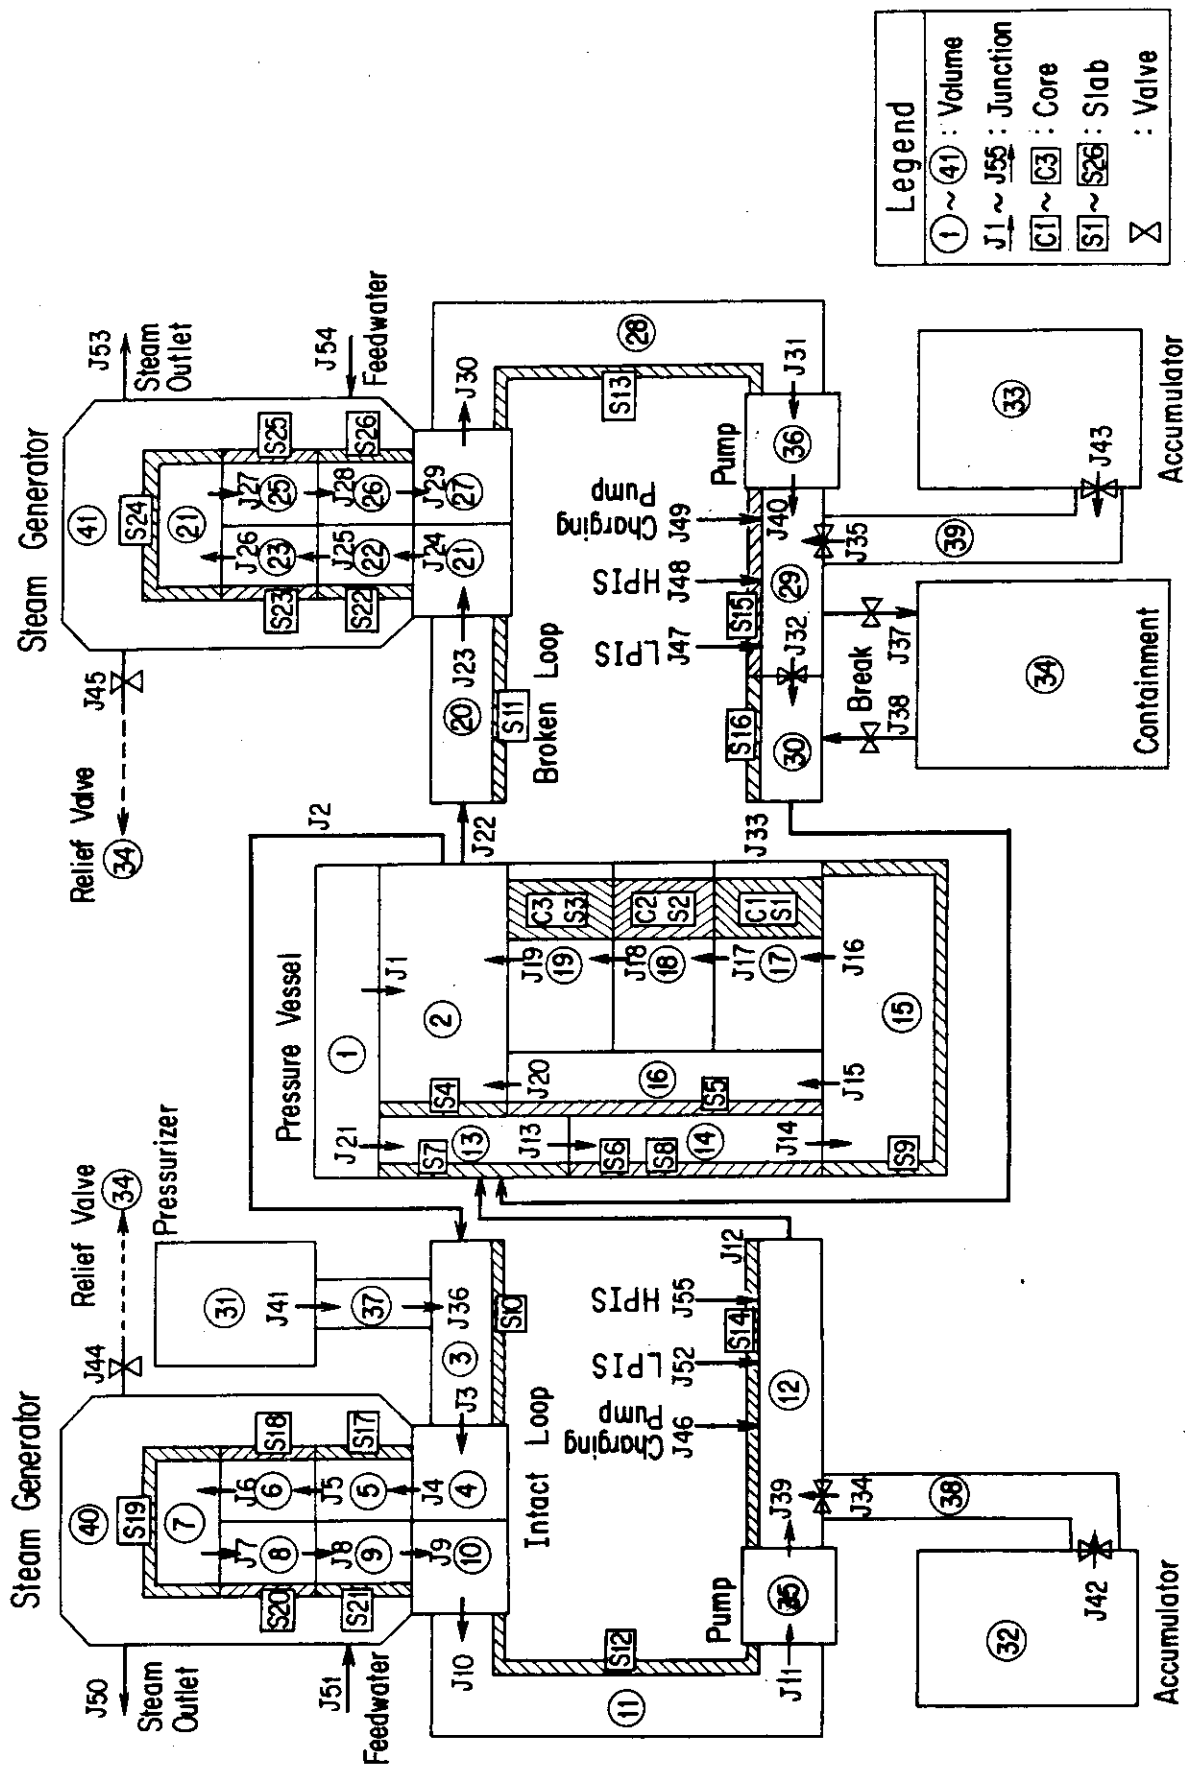 Steam Generator
Relief Valve
34
Pressurizer
Pressure Vessel
Relief Valve
34
Steam Generator
J50
Steam
Outlet
J51
Feedwater
40
S19
7
J7
J6
8
6
S20
S18
J8
J5
9
5
S21
S17
J9
J4
10
4
J10
J3
J44
31
J41
37
J36
3
S10
J2
1
J21
J1
S7
13
S4
2
J13
J20
S6
S8
14
16
S5
J14
J15
J19
19
C3
S3
J18
18
C2
S2
J17
17
C1
S1
J16
S9
15
J22
20
J23
S11
Broken Loop
J45
41
S24
21
J26
J27
23
25
S23
S25
J25
J28
22
26
S22
S26
J24
J29
21
27
J30
J53
Steam
Outlet
J54
Feedwater
Intact Loop
11
S12
Pump
J11
35
J39
Charging
Pump
J46
LPIS
J52
HPIS
J55
S14
J12
12
J34
38
J42
32
Accumulator
J33
S16
30
J32
S15
29
LPIS
J47
HPIS
J48
Charging
Pump
J49
J40
Pump
36
J31
S13
28
Break
J38
J37
34
Containment
J35
39
J43
33
Accumulator
Legend
1 ~ 41 : Volume
J1 ~ J55 : Junction
C1 ~ C3 : Core
S1 ~ S26 : Slab
: Valve